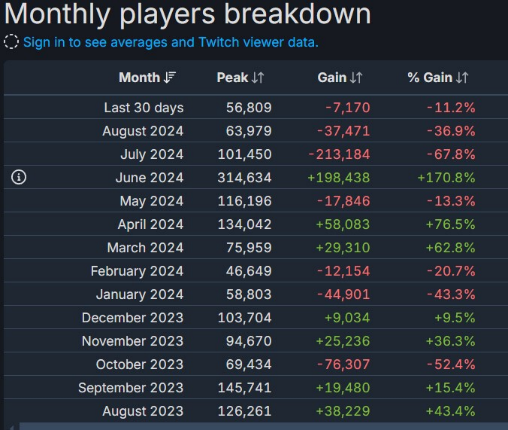 Monthly players breakdown
Sign in to see averages and Twitch viewer data.
Month Peak Gain % Gain
Last 30 days 56,809 -7,170 -11.2%
August 2024 63,979 -37,471 -36.9%
July 2024 101,450 -213,184 -67.8%
June 2024 314,634 +198,438 +170.8%
May 2024 116,196 -17,846 -13.3%
April 2024 134,042 +58,083 +76.5%
March 2024 75,959 +29,310 +62.8%
February 2024 46,649 -12,154 -20.7%
January 2024 58,803 -44,901 -43.3%
December 2023 103,704 +9,034 +9.5%
November 2023 94,670 +25,236 +36.3%
October 2023 69,434 -76,307 -52.4%
September 2023 145,741 +19,480 +15.4%
August 2023 126,261 +38,229 +43.4%